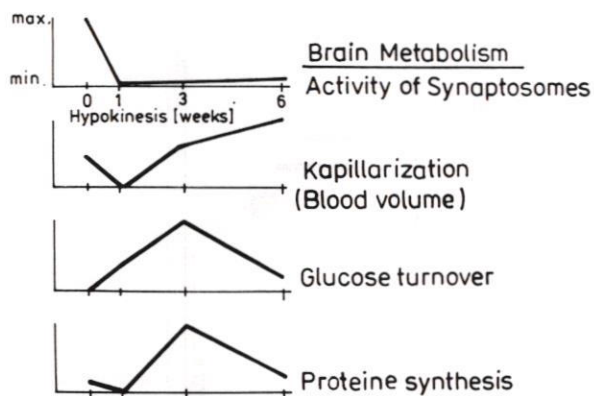 max.
Brain Metabolism
min.
Activity of Synaptosomes
0 1 3 6
Hypokinesis [weeks]
Kapillarization
(Blood volume)
Glucose turnover
Proteine synthesis